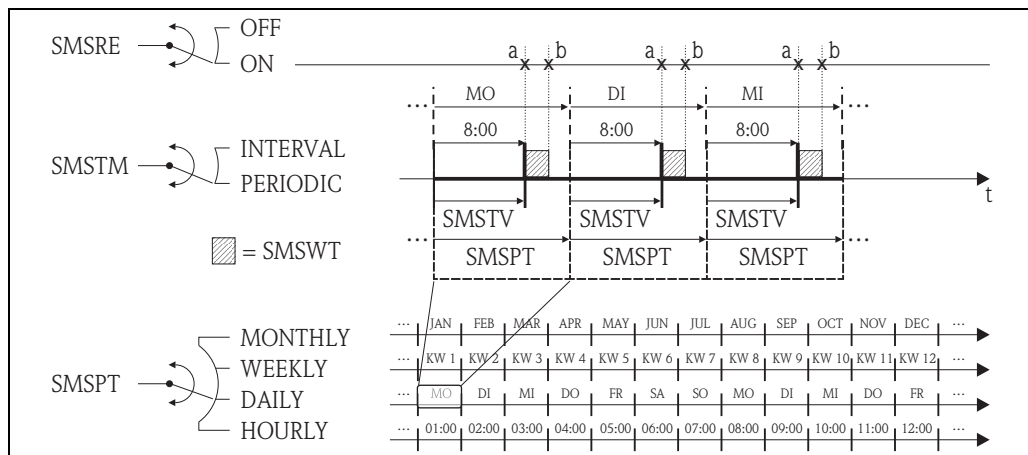 SMSRE
OFF
ON
a b a b a b
... MO DI MI ...
8:00 8:00 8:00
SMSTM
INTERVAL
PERIODIC
t
SMSTV SMSTV SMSTV
... SMSPT SMSPT SMSPT ...
= SMSWT
SMSPT
MONTHLY
WEEKLY
DAILY
HOURLY
... JAN FEB MAR APR MAY JUN JUL AUG SEP OCT NOV DEC ...
... KW 1 KW 2 KW 3 KW 4 KW 5 KW 6 KW 7 KW 8 KW 9 KW 10 KW 11 KW 12 ...
... MO DI MI DO FR SA SO MO DI MI DO FR ...
... 01:00 02:00 03:00 04:00 05:00 06:00 07:00 08:00 09:00 10:00 11:00 12:00 ...